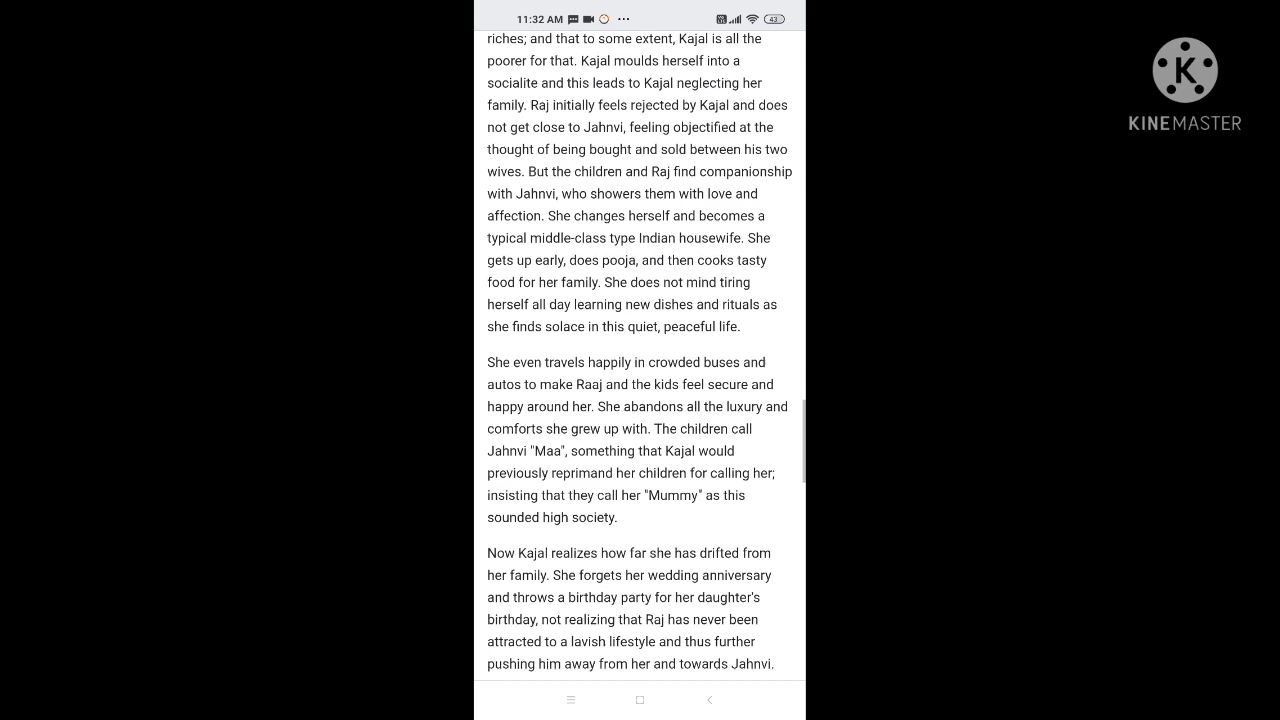 11:32 AM
43
K
KINEMASTER
riches; and that to some extent, Kajal is all the
poorer for that. Kajal moulds herself into a
socialite and this leads to Kajal neglecting her
family. Raj initially feels rejected by Kajal and does
not get close to Jahnvi, feeling objectified at the
thought of being bought and sold between his two
wives. But the children and Raj find companionship
with Jahnvi, who showers them with love and
affection. She changes herself and becomes a
typical middle-class type Indian housewife. She
gets up early, does pooja, and then cooks tasty
food for her family. She does not mind tiring
herself all day learning new dishes and rituals as
she finds solace in this quiet, peaceful life.
She even travels happily in crowded buses and
autos to make Raaj and the kids feel secure and
happy around her. She abandons all the luxury and
comforts she grew up with. The children call
Jahnvi "Maa", something that Kajal would
previously reprimand her children for calling her;
insisting that they call her "Mummy" as this
sounded high society.
Now Kajal realizes how far she has drifted from
her family. She forgets her wedding anniversary
and throws a birthday party for her daughter's
birthday, not realizing that Raj has never been
attracted to a lavish lifestyle and thus further
pushing him away from her and towards Jahnvi.